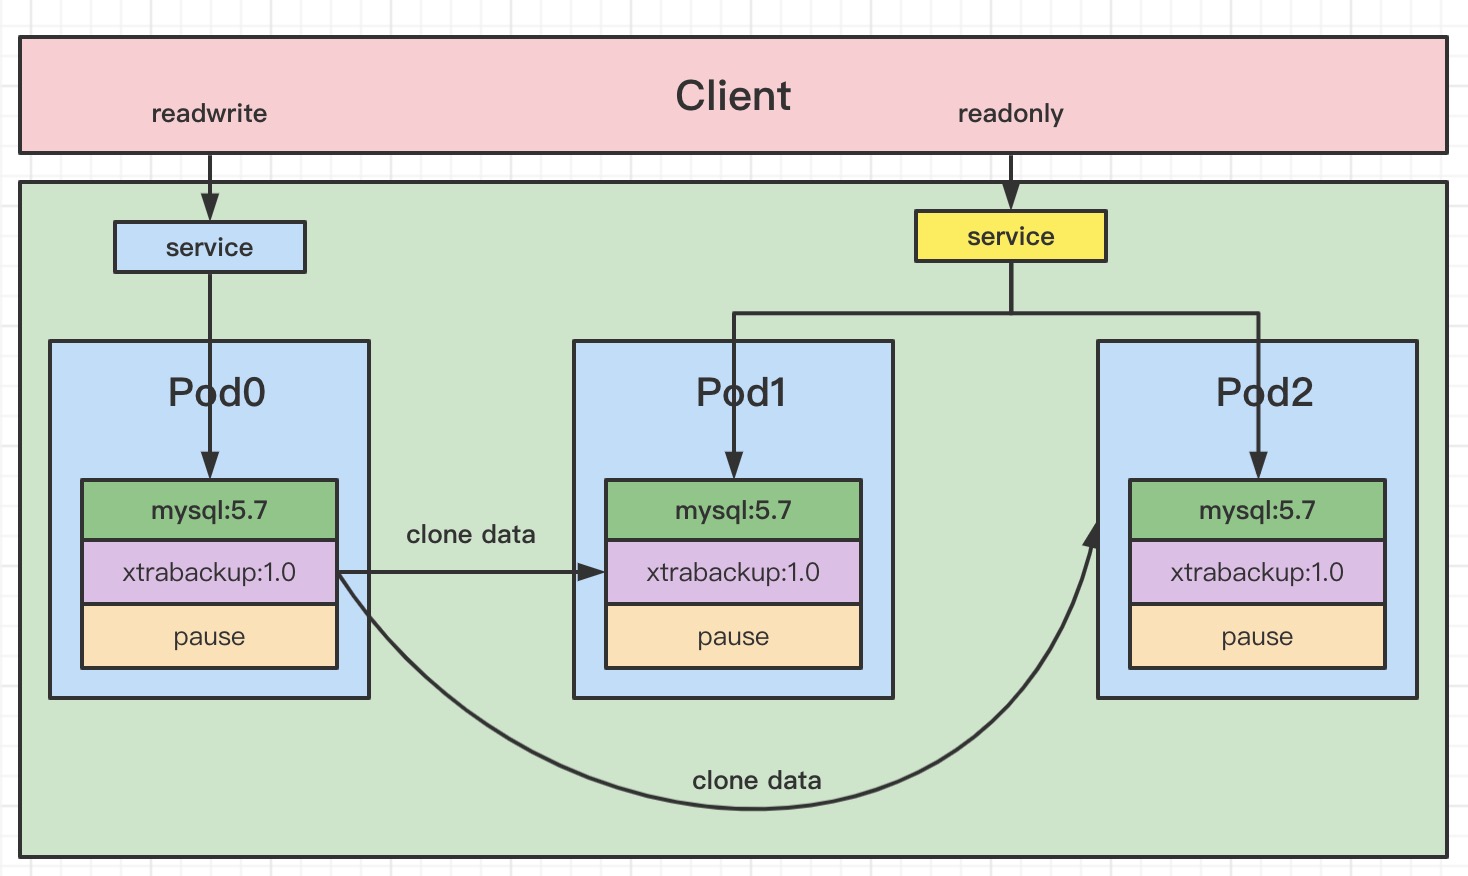 Client
readwrite
readonly
service
service
Pod0
Pod1
Pod2
mysql:5.7
mysql:5.7
mysql:5.7
clone data
xtrabackup:1.0
xtrabackup:1.0
xtrabackup:1.0
pause
pause
pause
clone data